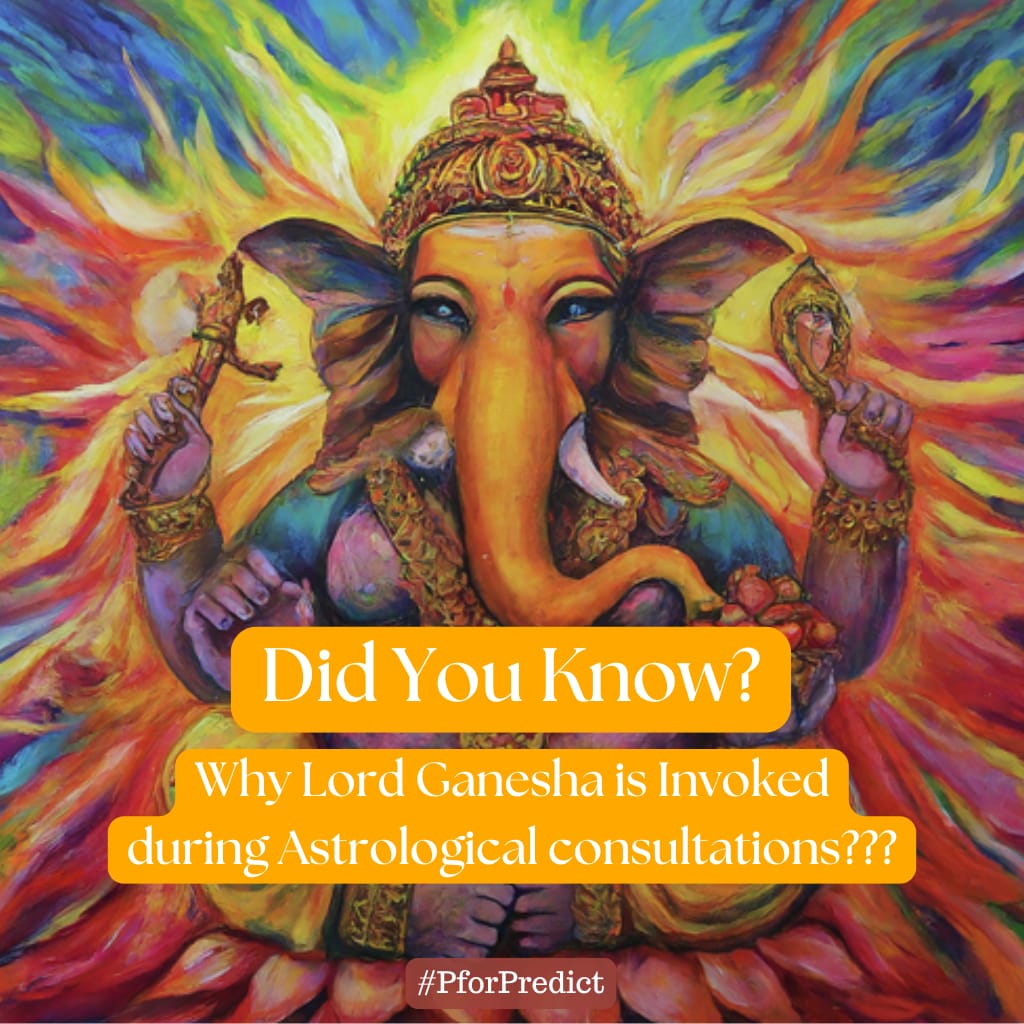 Did You Know?
Why Lord Ganesha is Invoked
during Astrological consultations???
#PforPredict